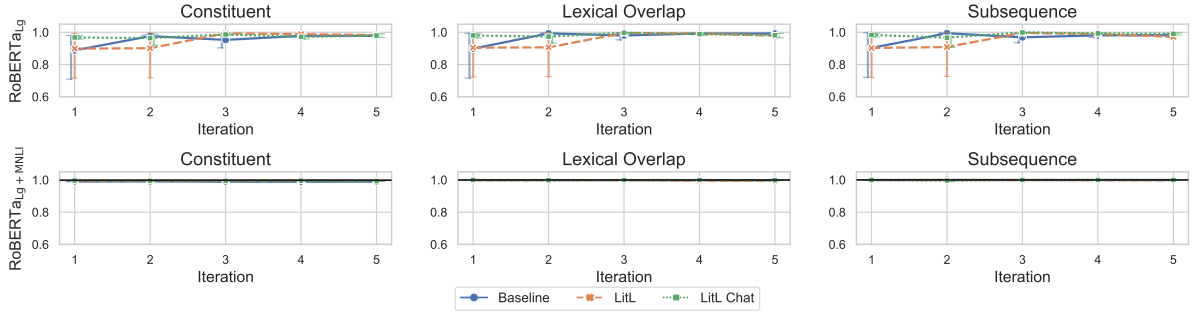 Constituent
Lexical Overlap
Subsequence
RoBERTaLg
1.0
0.8
0.6
1 2 3 4 5
Iteration
1.0
0.8
0.6
1 2 3 4 5
Iteration
1.0
0.8
0.6
1 2 3 4 5
Iteration
Constituent
Lexical Overlap
Subsequence
RoBERTaLg + MNLI
1.0
0.8
0.6
1 2 3 4 5
Iteration
1.0
0.8
0.6
1 2 3 4 5
Iteration
1.0
0.8
0.6
1 2 3 4 5
Iteration
Baseline LitL LitL Chat